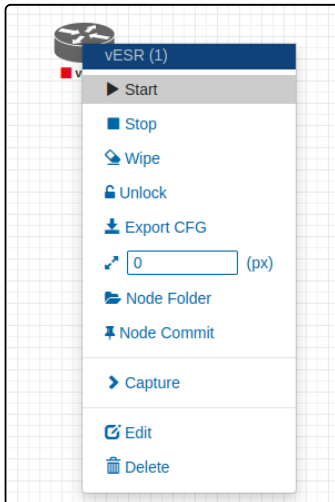 vESR (1)
v
Start
Stop
Wipe
Unlock
Export CFG
0 (px)
Node Folder
Node Commit
Capture
Edit
Delete